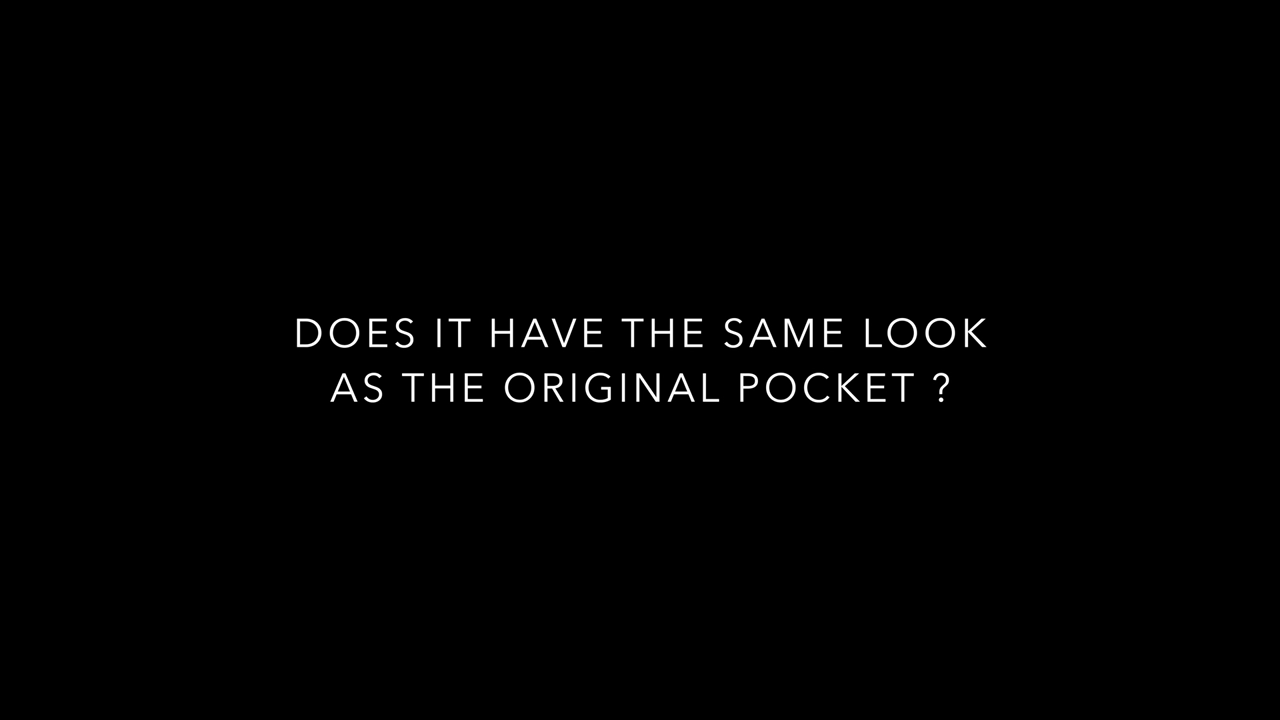 DOES IT HAVE THE SAME LOOK
AS THE ORIGINAL POCKET ?